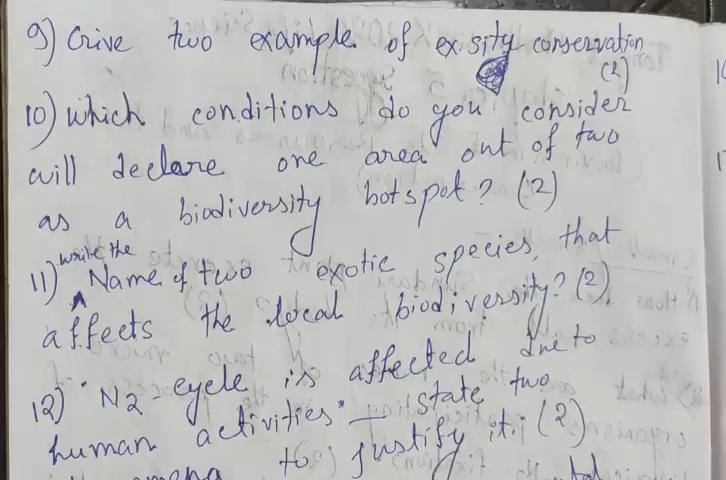 9) Give two example of ex situ conservation
(2)
10) which conditions do you consider
will declare one area out of two
as a biodiversity hotspot? (2)
write the
11) Name of two exotic species, that
affects the local biodiversity? (2)
12) "N2 cycle is affected due to
human activities" — state two
to justify it. (2)